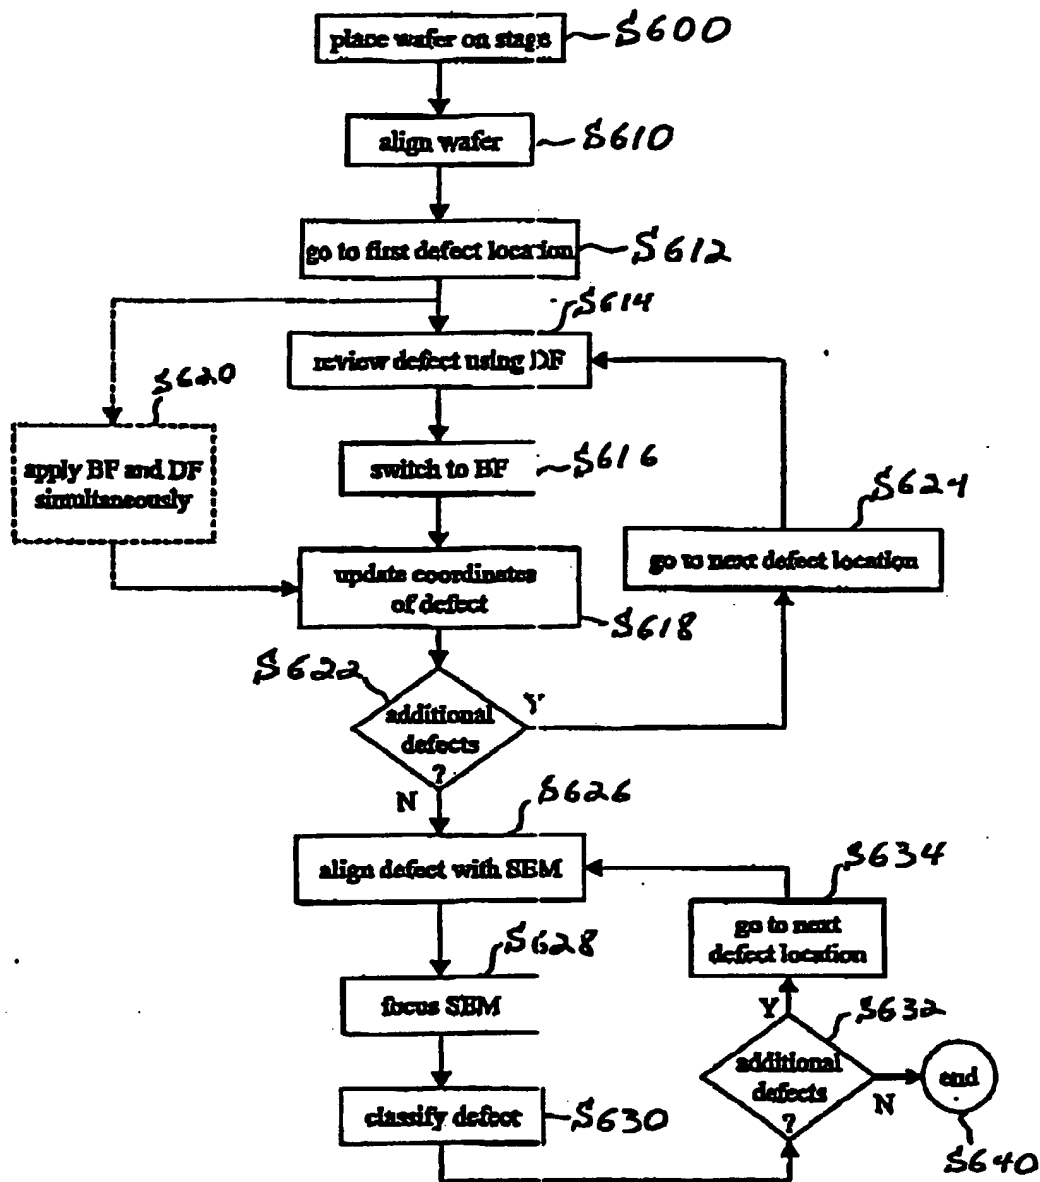 place wafer on stage
S600
align wafer
S610
go to first defect location
S612
S614
review defect using DF
S620
apply BF and DF
simultaneously
switch to BF
S616
S624
go to next defect location
update coordinates
of defect
S618
S622
additional
defects
?
Y
N
S626
align defect with SEM
S634
go to next
defect location
S628
focus SEM
Y
S632
additional
defects
?
N
end
classify defect
S630
S640